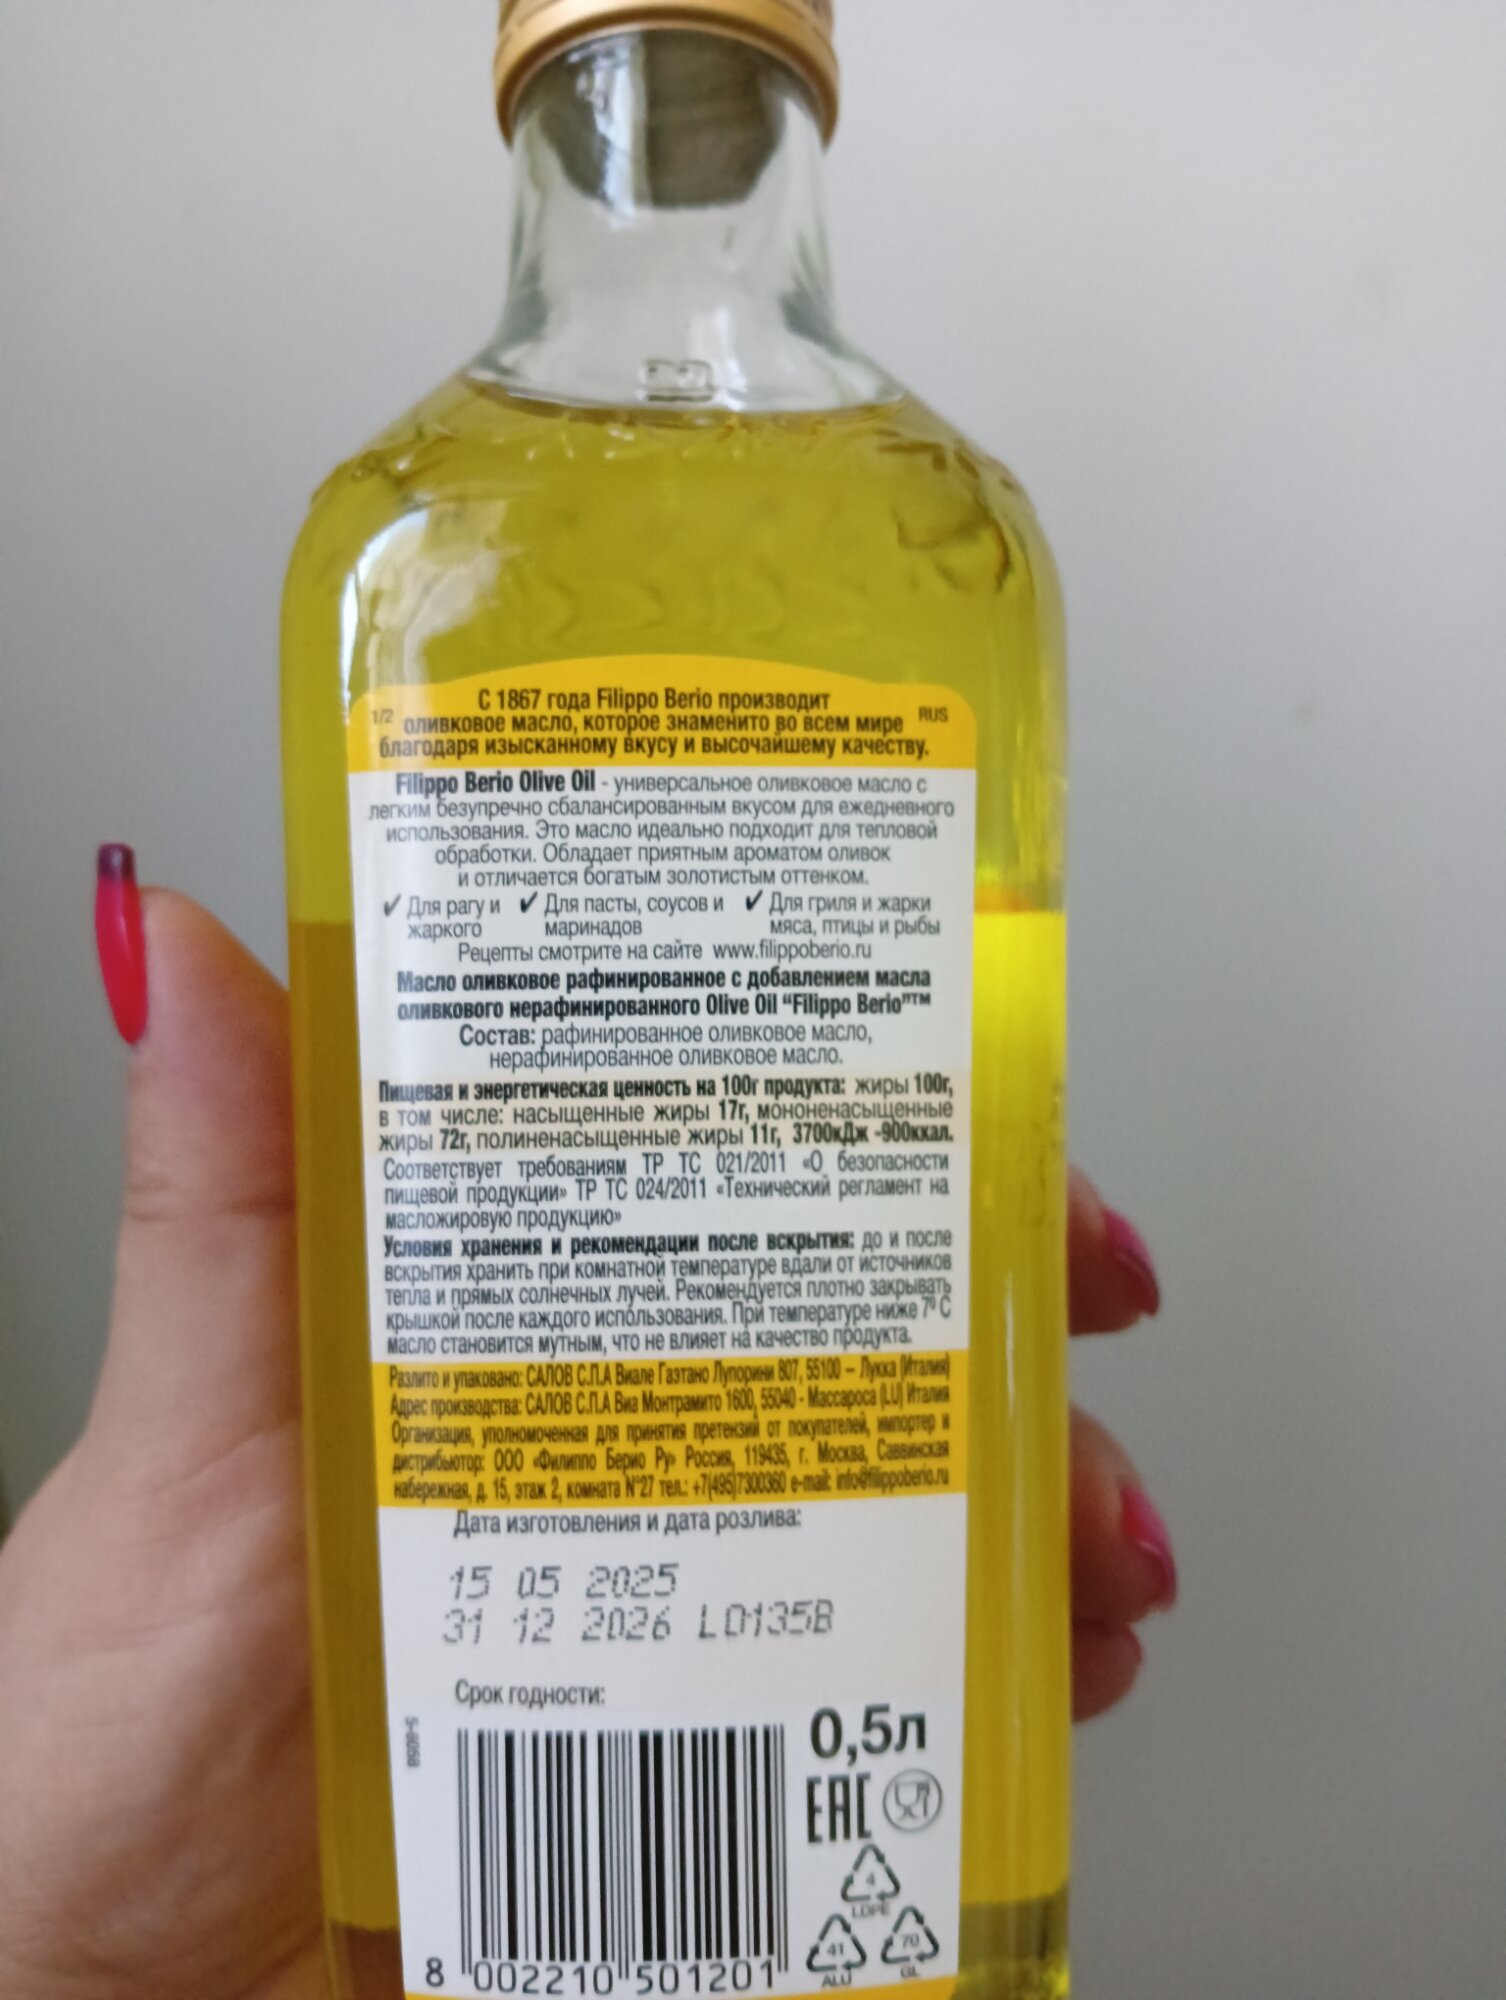 С 1867 года Filippo Berio производит
1/2 оливковое масло, которое знаменито во всем мире RUS
благодаря изысканному вкусу и высочайшему качеству.
Filippo Berio Olive Oil - универсальное оливковое масло с
легким безупречно сбалансированным вкусом для ежедневного
использования. Это масло идеально подходит для тепловой
обработки. Обладает приятным ароматом оливок
и отличается богатым золотистым оттенком.
✔ Для рагу и ✔ Для пасты, соусов и ✔ Для гриля и жарки
жаркого маринадов мяса, птицы и рыбы
Рецепты смотрите на сайте www.filippoberio.ru
Масло оливковое рафинированное с добавлением масла
оливкового нерафинированного Olive Oil “Filippo Berio”™
Состав: рафинированное оливковое масло,
нерафинированное оливковое масло.
Пищевая и энергетическая ценность на 100г продукта: жиры 100г,
в том числе: насыщенные жиры 17г, мононенасыщенные
жиры 72г, полиненасыщенные жиры 11г, 3700кДж -900ккал.
Соответствует требованиям ТР ТС 021/2011 «О безопасности
пищевой продукции» ТР ТС 024/2011 «Технический регламент на
масложировую продукцию»
Условия хранения и рекомендации после вскрытия: до и после
вскрытия хранить при комнатной температуре вдали от источников
тепла и прямых солнечных лучей. Рекомендуется плотно закрывать
крышкой после каждого использования. При температуре ниже 7º С
масло становится мутным, что не влияет на качество продукта.
Разлито и упаковано: САЛОВ С.П.А Виале Гаэтано Лупорини 807, 55100 – Лукка (Италия)
Адрес производства: САЛОВ С.П.А Виа Монтрамито 1600, 55040 - Массароса (LU) Италия
Организация, уполномоченная для принятия претензий от покупателей, импортер и
дистрибьютор: ООО «Филиппо Берио Ру» Россия, 119435, г. Москва, Саввинская
набережная, д. 15, этаж 2, комната N°27 тел.: +7(495)7300360 e-mail: info@filippoberio.ru
Дата изготовления и дата розлива:
15 05 2025
31 12 2026 L0135B
Срок годности:
0,5л
EAC
4
LDPE
41
ALU
70
GL
8 002210 501201